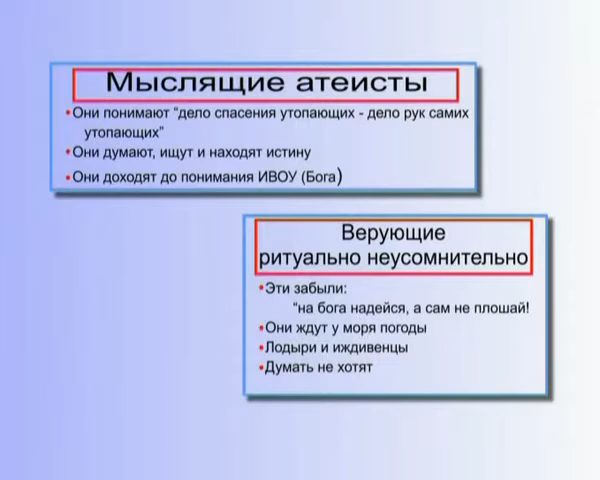 Мыслящие атеисты
•Они понимают “дело спасения утопающих - дело рук самих
утопающих”
•Они думают, ищут и находят истину
•Они доходят до понимания ИВОУ (Бога)
Верующие
ритуально неусомнительно
•Эти забыли:
“на бога надейся, а сам не плошай!
•Они ждут у моря погоды
•Лодыри и иждивенцы
•Думать не хотят